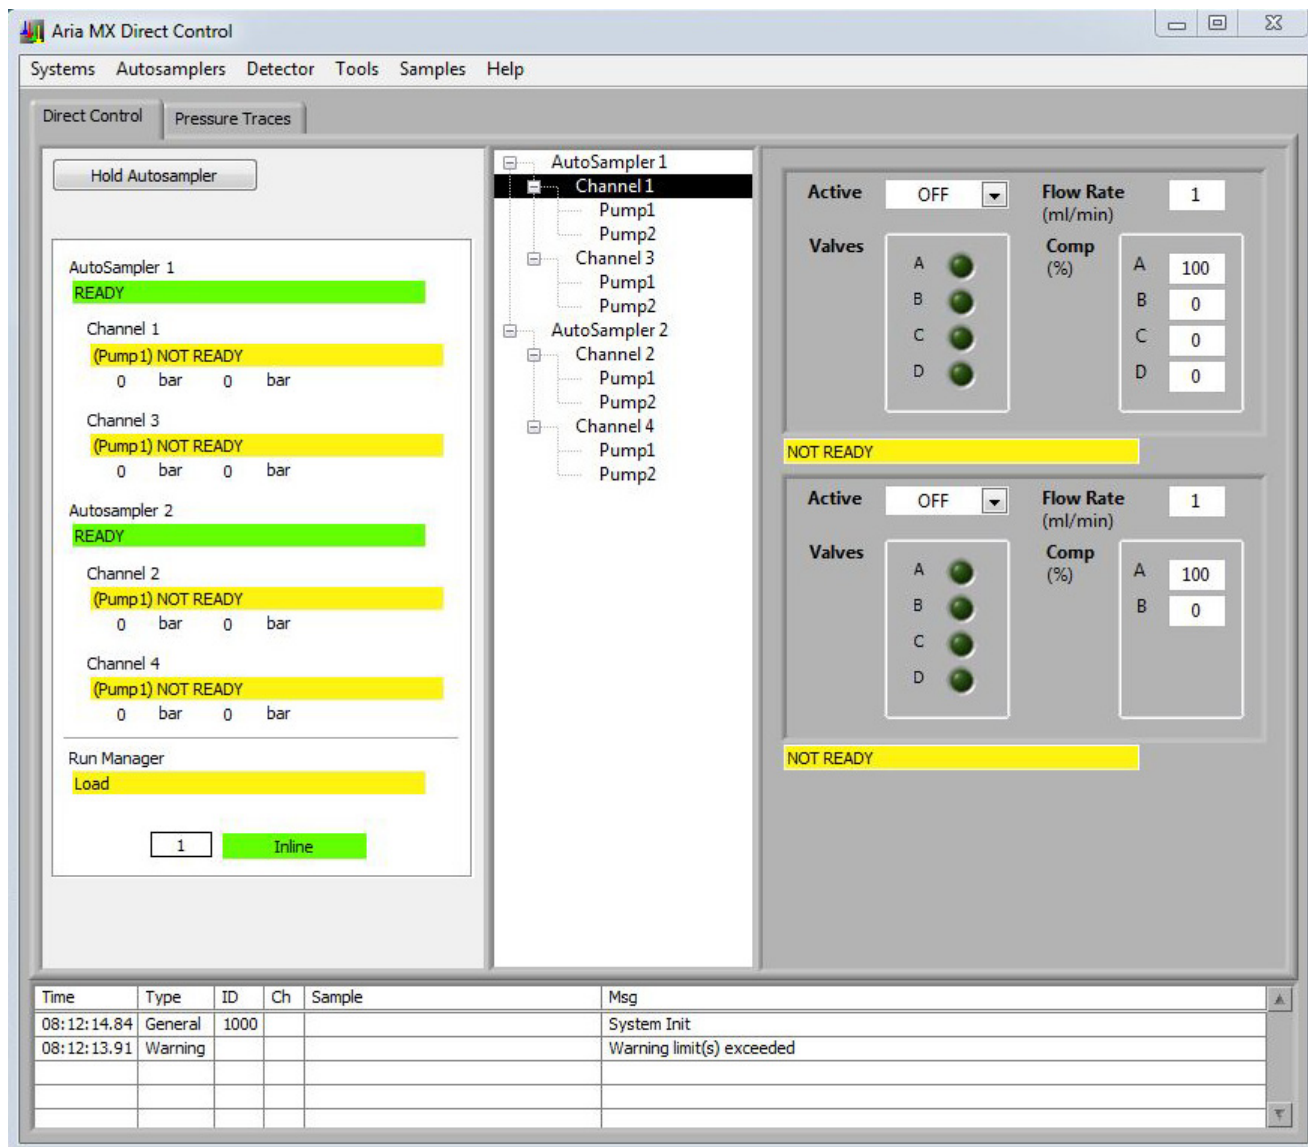 Aria MX Direct Control
Systems Autosamplers Detector Tools Samples Help
Direct Control Pressure Traces
Hold Autosampler
AutoSampler 1
READY
Channel 1
(Pump1) NOT READY
0 bar 0 bar
Channel 3
(Pump1) NOT READY
0 bar 0 bar
Autosampler 2
READY
Channel 2
(Pump1) NOT READY
0 bar 0 bar
Channel 4
(Pump1) NOT READY
0 bar 0 bar
Run Manager
Load
1 Inline
AutoSampler 1
Channel 1
Pump1
Pump2
Channel 3
Pump1
Pump2
AutoSampler 2
Channel 2
Pump1
Pump2
Channel 4
Pump1
Pump2
Active OFF Flow Rate 1
(ml/min)
Valves Comp
(%)
A A 100
B B 0
C C 0
D D 0
NOT READY
Active OFF Flow Rate 1
(ml/min)
Valves Comp
(%)
A A 100
B B 0
C
D
NOT READY
Time Type ID Ch Sample Msg
08:12:14.84 General 1000 System Init
08:12:13.91 Warning Warning limit(s) exceeded